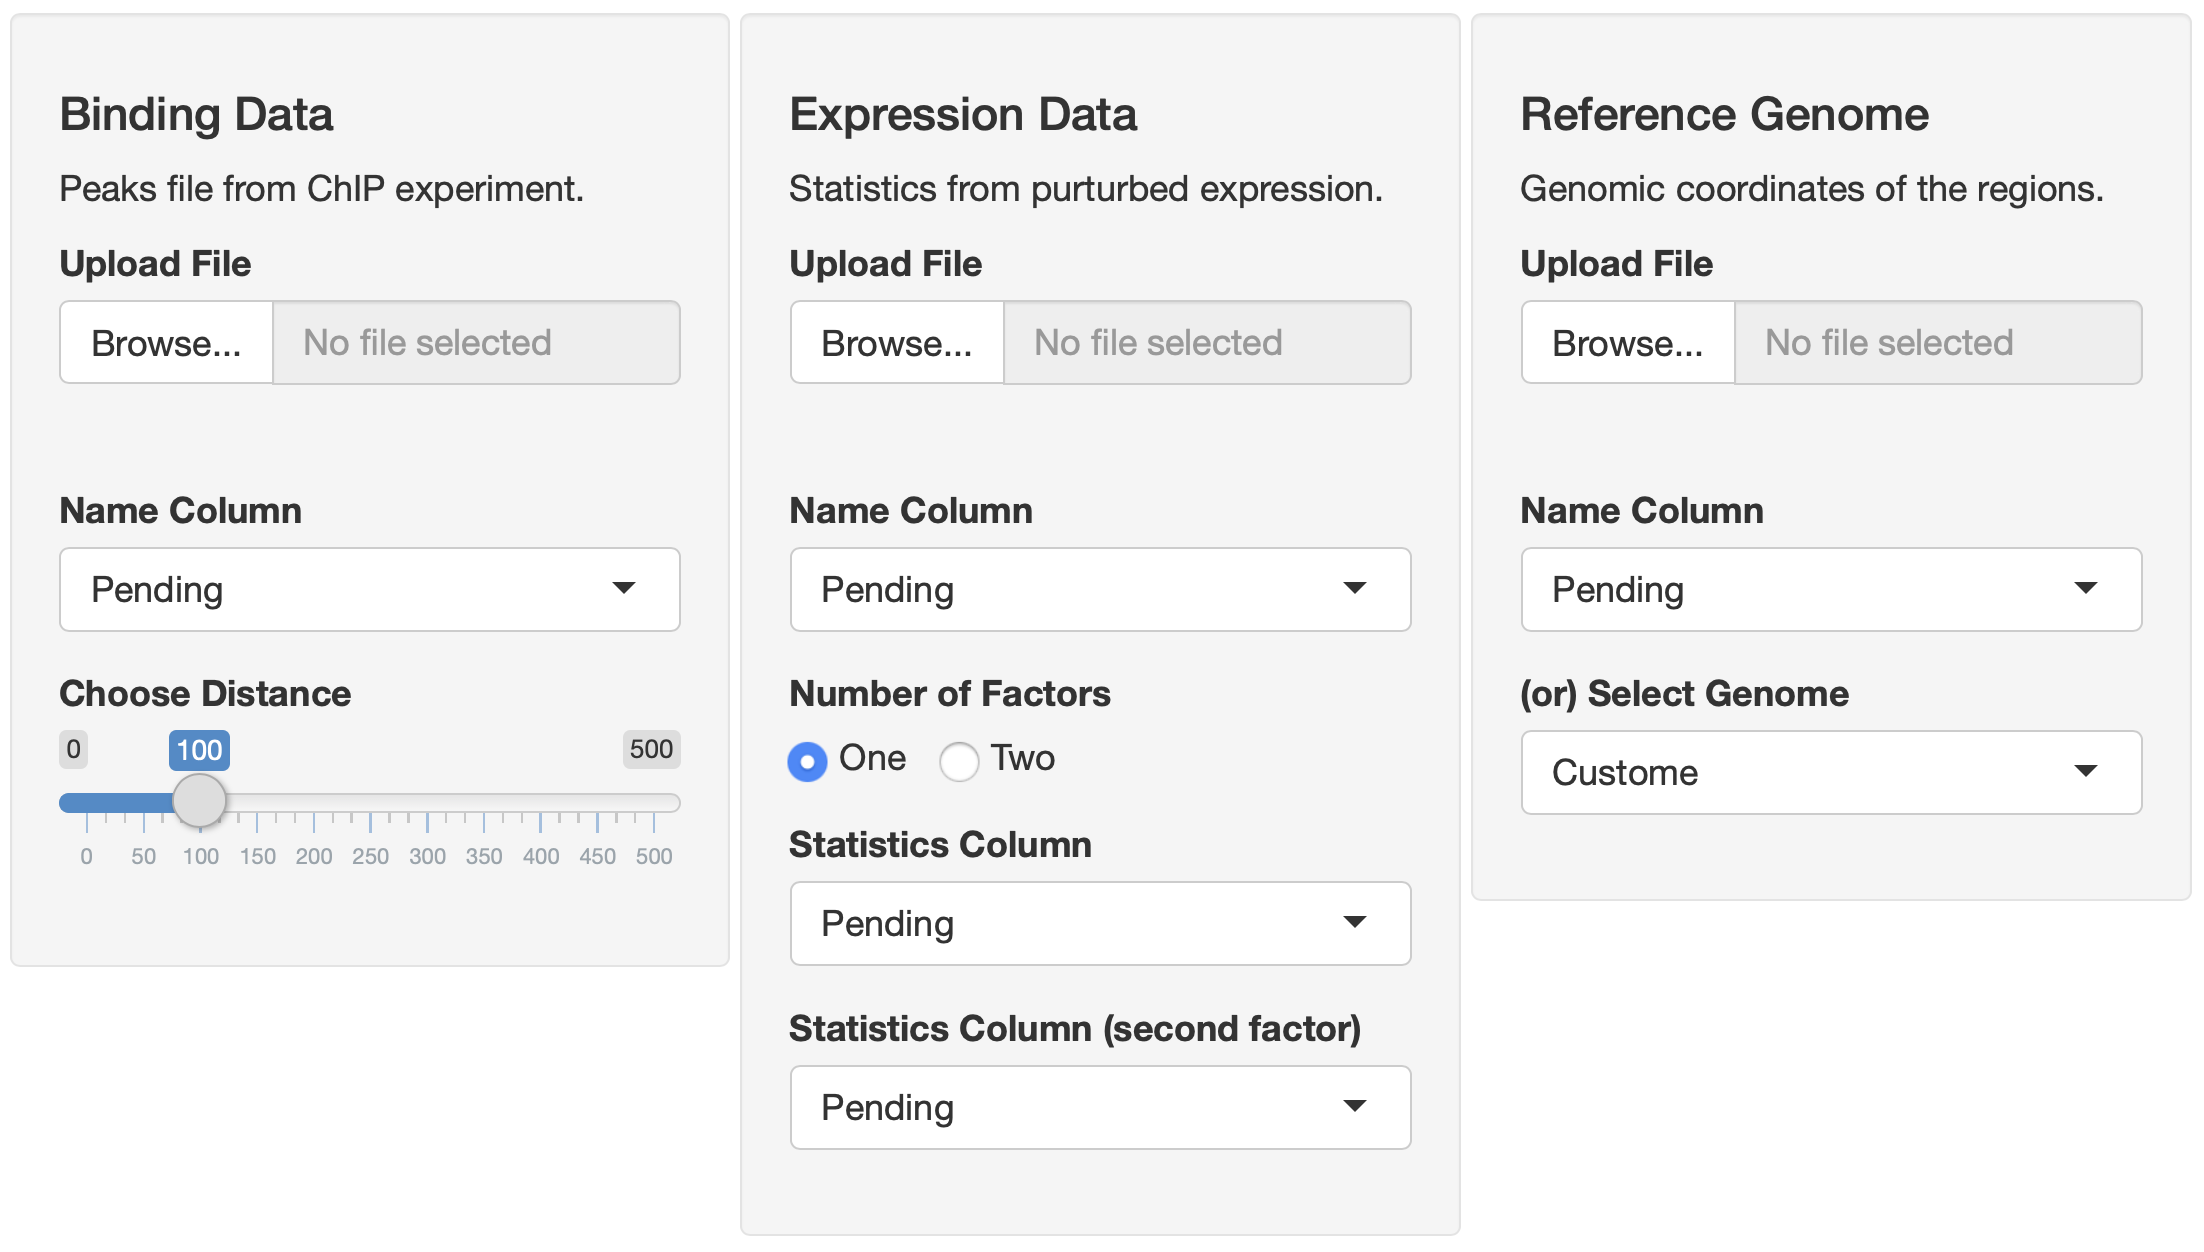 Binding Data
Peaks file from ChIP experiment.
Upload File
Browse... No file selected
Name Column
Pending
Choose Distance
0 100 500
0 50 100 150 200 250 300 350 400 450 500
Expression Data
Statistics from purturbed expression.
Upload File
Browse... No file selected
Name Column
Pending
Number of Factors
One Two
Statistics Column
Pending
Statistics Column (second factor)
Pending
Reference Genome
Genomic coordinates of the regions.
Upload File
Browse... No file selected
Name Column
Pending
(or) Select Genome
Custome